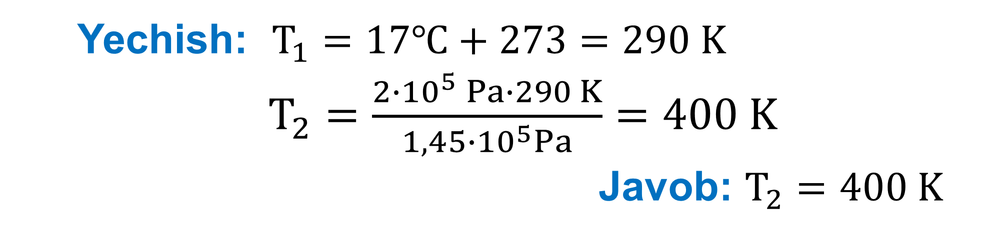 Yechish: T₁ = 17°C + 273 = 290 K
T₂ = (2·10⁵ Pa·290 K)/(1,45·10⁵Pa) = 400 K
Javob: T₂ = 400 K